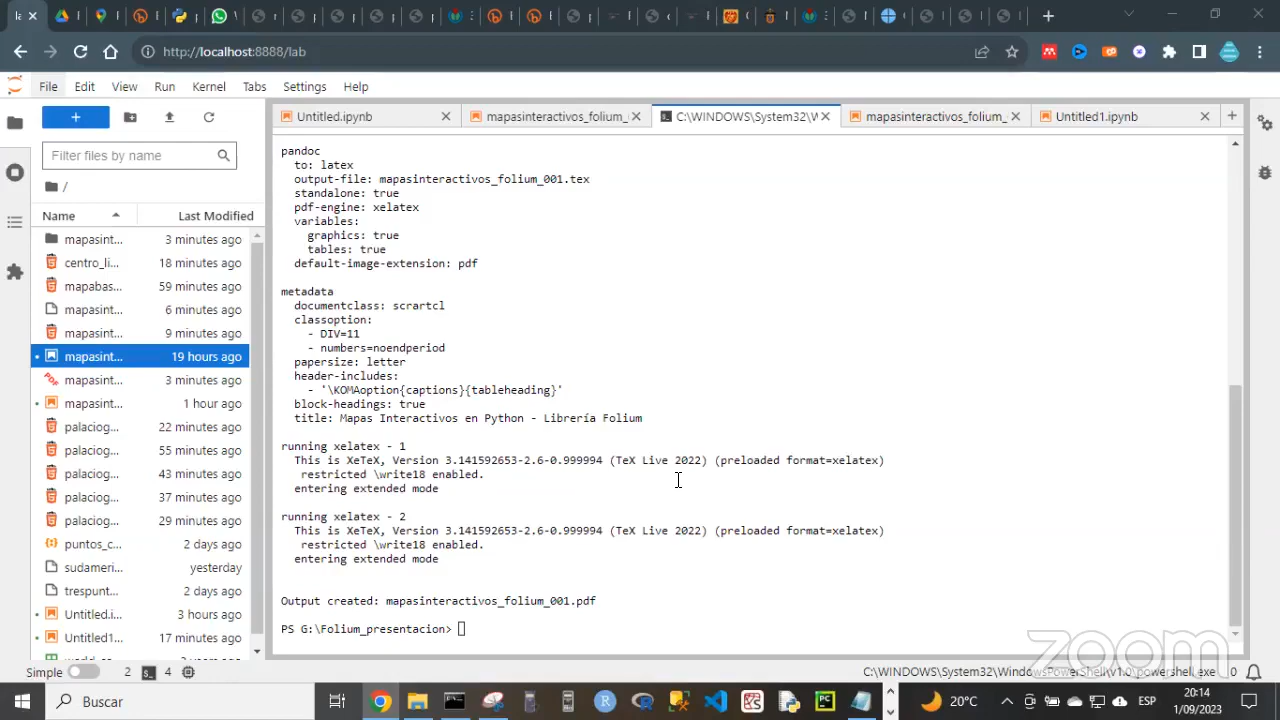 http://localhost:8888/lab
File Edit View Run Kernel Tabs Settings Help
+
Untitled.ipynb
mapasinteractivos_folium_
C:\WINDOWS\System32\W
mapasinteractivos_folium_
Untitled1.ipynb
Filter files by name
/
Name Last Modified
mapasint... 3 minutes ago
centro_li... 18 minutes ago
mapabas... 59 minutes ago
mapasint... 6 minutes ago
mapasint... 9 minutes ago
mapasint... 19 hours ago
mapasint... 3 minutes ago
mapasint... 1 hour ago
palaciog... 22 minutes ago
palaciog... 55 minutes ago
palaciog... 43 minutes ago
palaciog... 37 minutes ago
palaciog... 29 minutes ago
puntos_c... 2 days ago
sudameri... yesterday
trespunt... 2 days ago
Untitled.i... 3 hours ago
Untitled1... 17 minutes ago
pandoc
to: latex
output-file: mapasinteractivos_folium_001.tex
standalone: true
pdf-engine: xelatex
variables:
graphics: true
tables: true
default-image-extension: pdf
metadata
documentclass: scrartcl
classoption:
- DIV=11
- numbers=noendperiod
papersize: letter
header-includes:
- '\KOMAoption{captions}{tableheading}'
block-headings: true
title: Mapas Interactivos en Python - Librería Folium
running xelatex - 1
This is XeTeX, Version 3.141592653-2.6-0.999994 (TeX Live 2022) (preloaded format=xelatex)
restricted \write18 enabled.
entering extended mode
running xelatex - 2
This is XeTeX, Version 3.141592653-2.6-0.999994 (TeX Live 2022) (preloaded format=xelatex)
restricted \write18 enabled.
entering extended mode
Output created: mapasinteractivos_folium_001.pdf
PS G:\Folium_presentacion>
zoom
Simple 2 4 C:\WINDOWS\System32\WindowsPowerShell\v1.0\powershell.exe 0
Buscar
20°C
ESP
20:14
1/09/2023